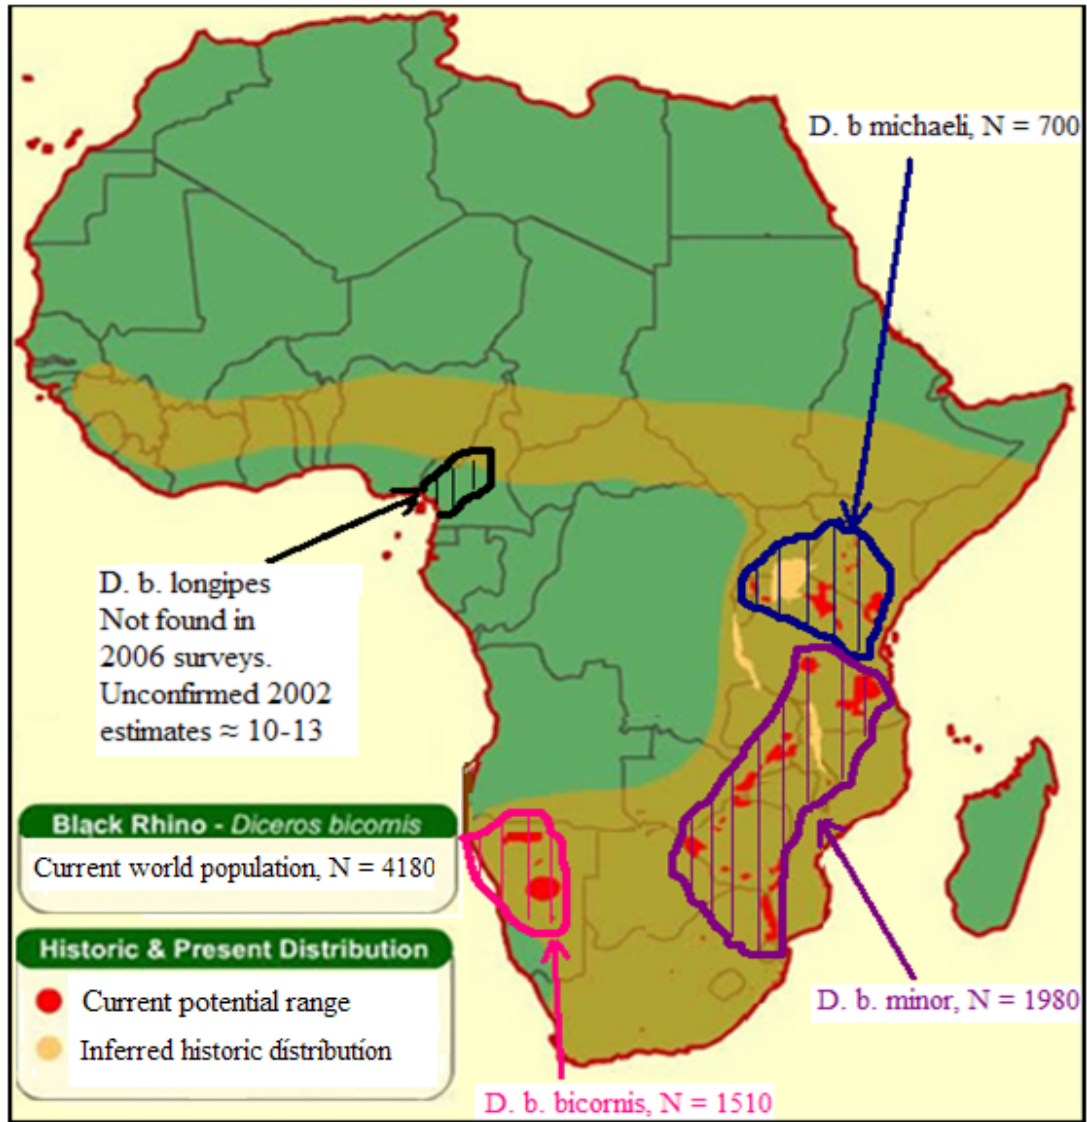 D. b michaeli, N = 700
D. b. longipes
Not found in
2006 surveys.
Unconfirmed 2002
estimates ≈ 10-13
Black Rhino - Diceros bicornis
Current world population, N = 4180
Historic & Present Distribution
Current potential range
Inferred historic distribution
D. b. minor, N = 1980
D. b. bicornis, N = 1510